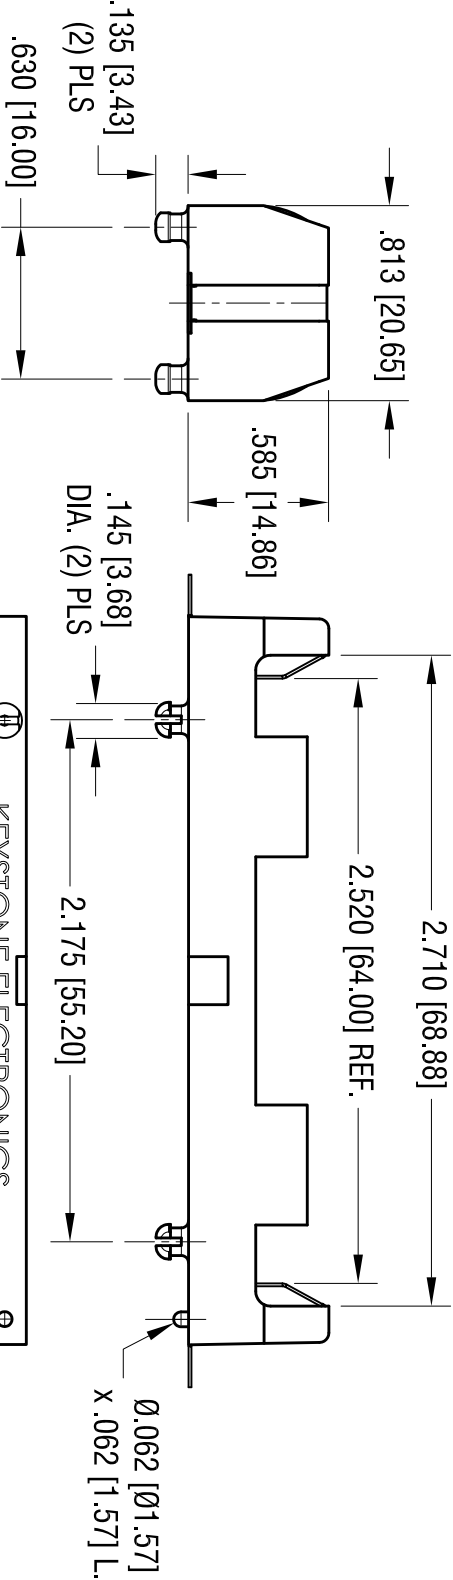 .135 [3.43]
(2) PLS
.630 [16.00]
.813 [20.65]
.585 [14.86]
.145 [3.68]
DIA. (2) PLS
2.710 [68.88]
2.520 [64.00] REF.
2.175 [55.20]
Ø.062 [Ø1.57]
x .062 [1.57] L.
KEYSTONE ELECTRONICS